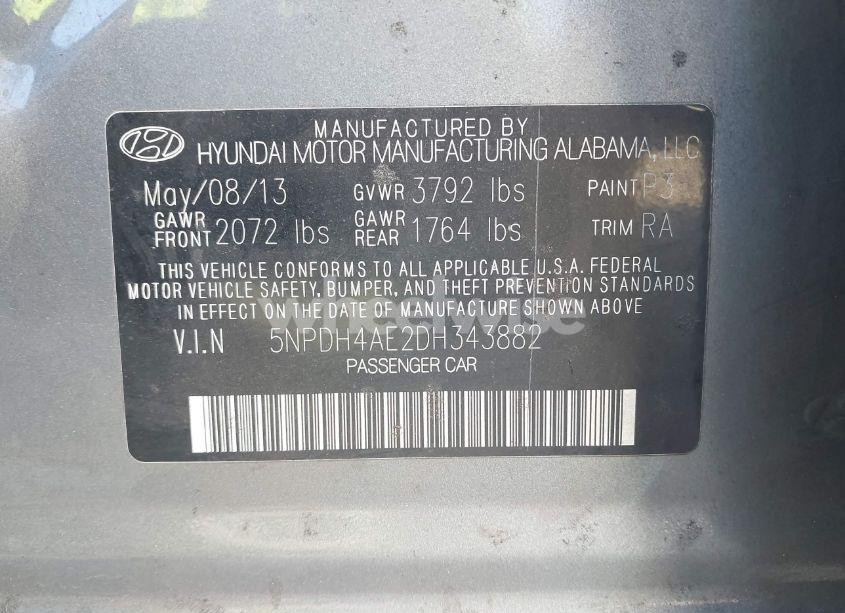 MANUFACTURED BY
HYUNDAI MOTOR MANUFACTURING ALABAMA, LLC
May/08/13 GVWR 3792 lbs PAINT P3
GAWR FRONT 2072 lbs GAWR REAR 1764 lbs TRIM RA
THIS VEHICLE CONFORMS TO ALL APPLICABLE U.S.A. FEDERAL
MOTOR VEHICLE SAFETY, BUMPER, AND THEFT PREVENTION STANDARDS
IN EFFECT ON THE DATE OF MANUFACTURE SHOWN ABOVE
wheelwise
V.I.N 5NPDH4AE2DH343882
PASSENGER CAR